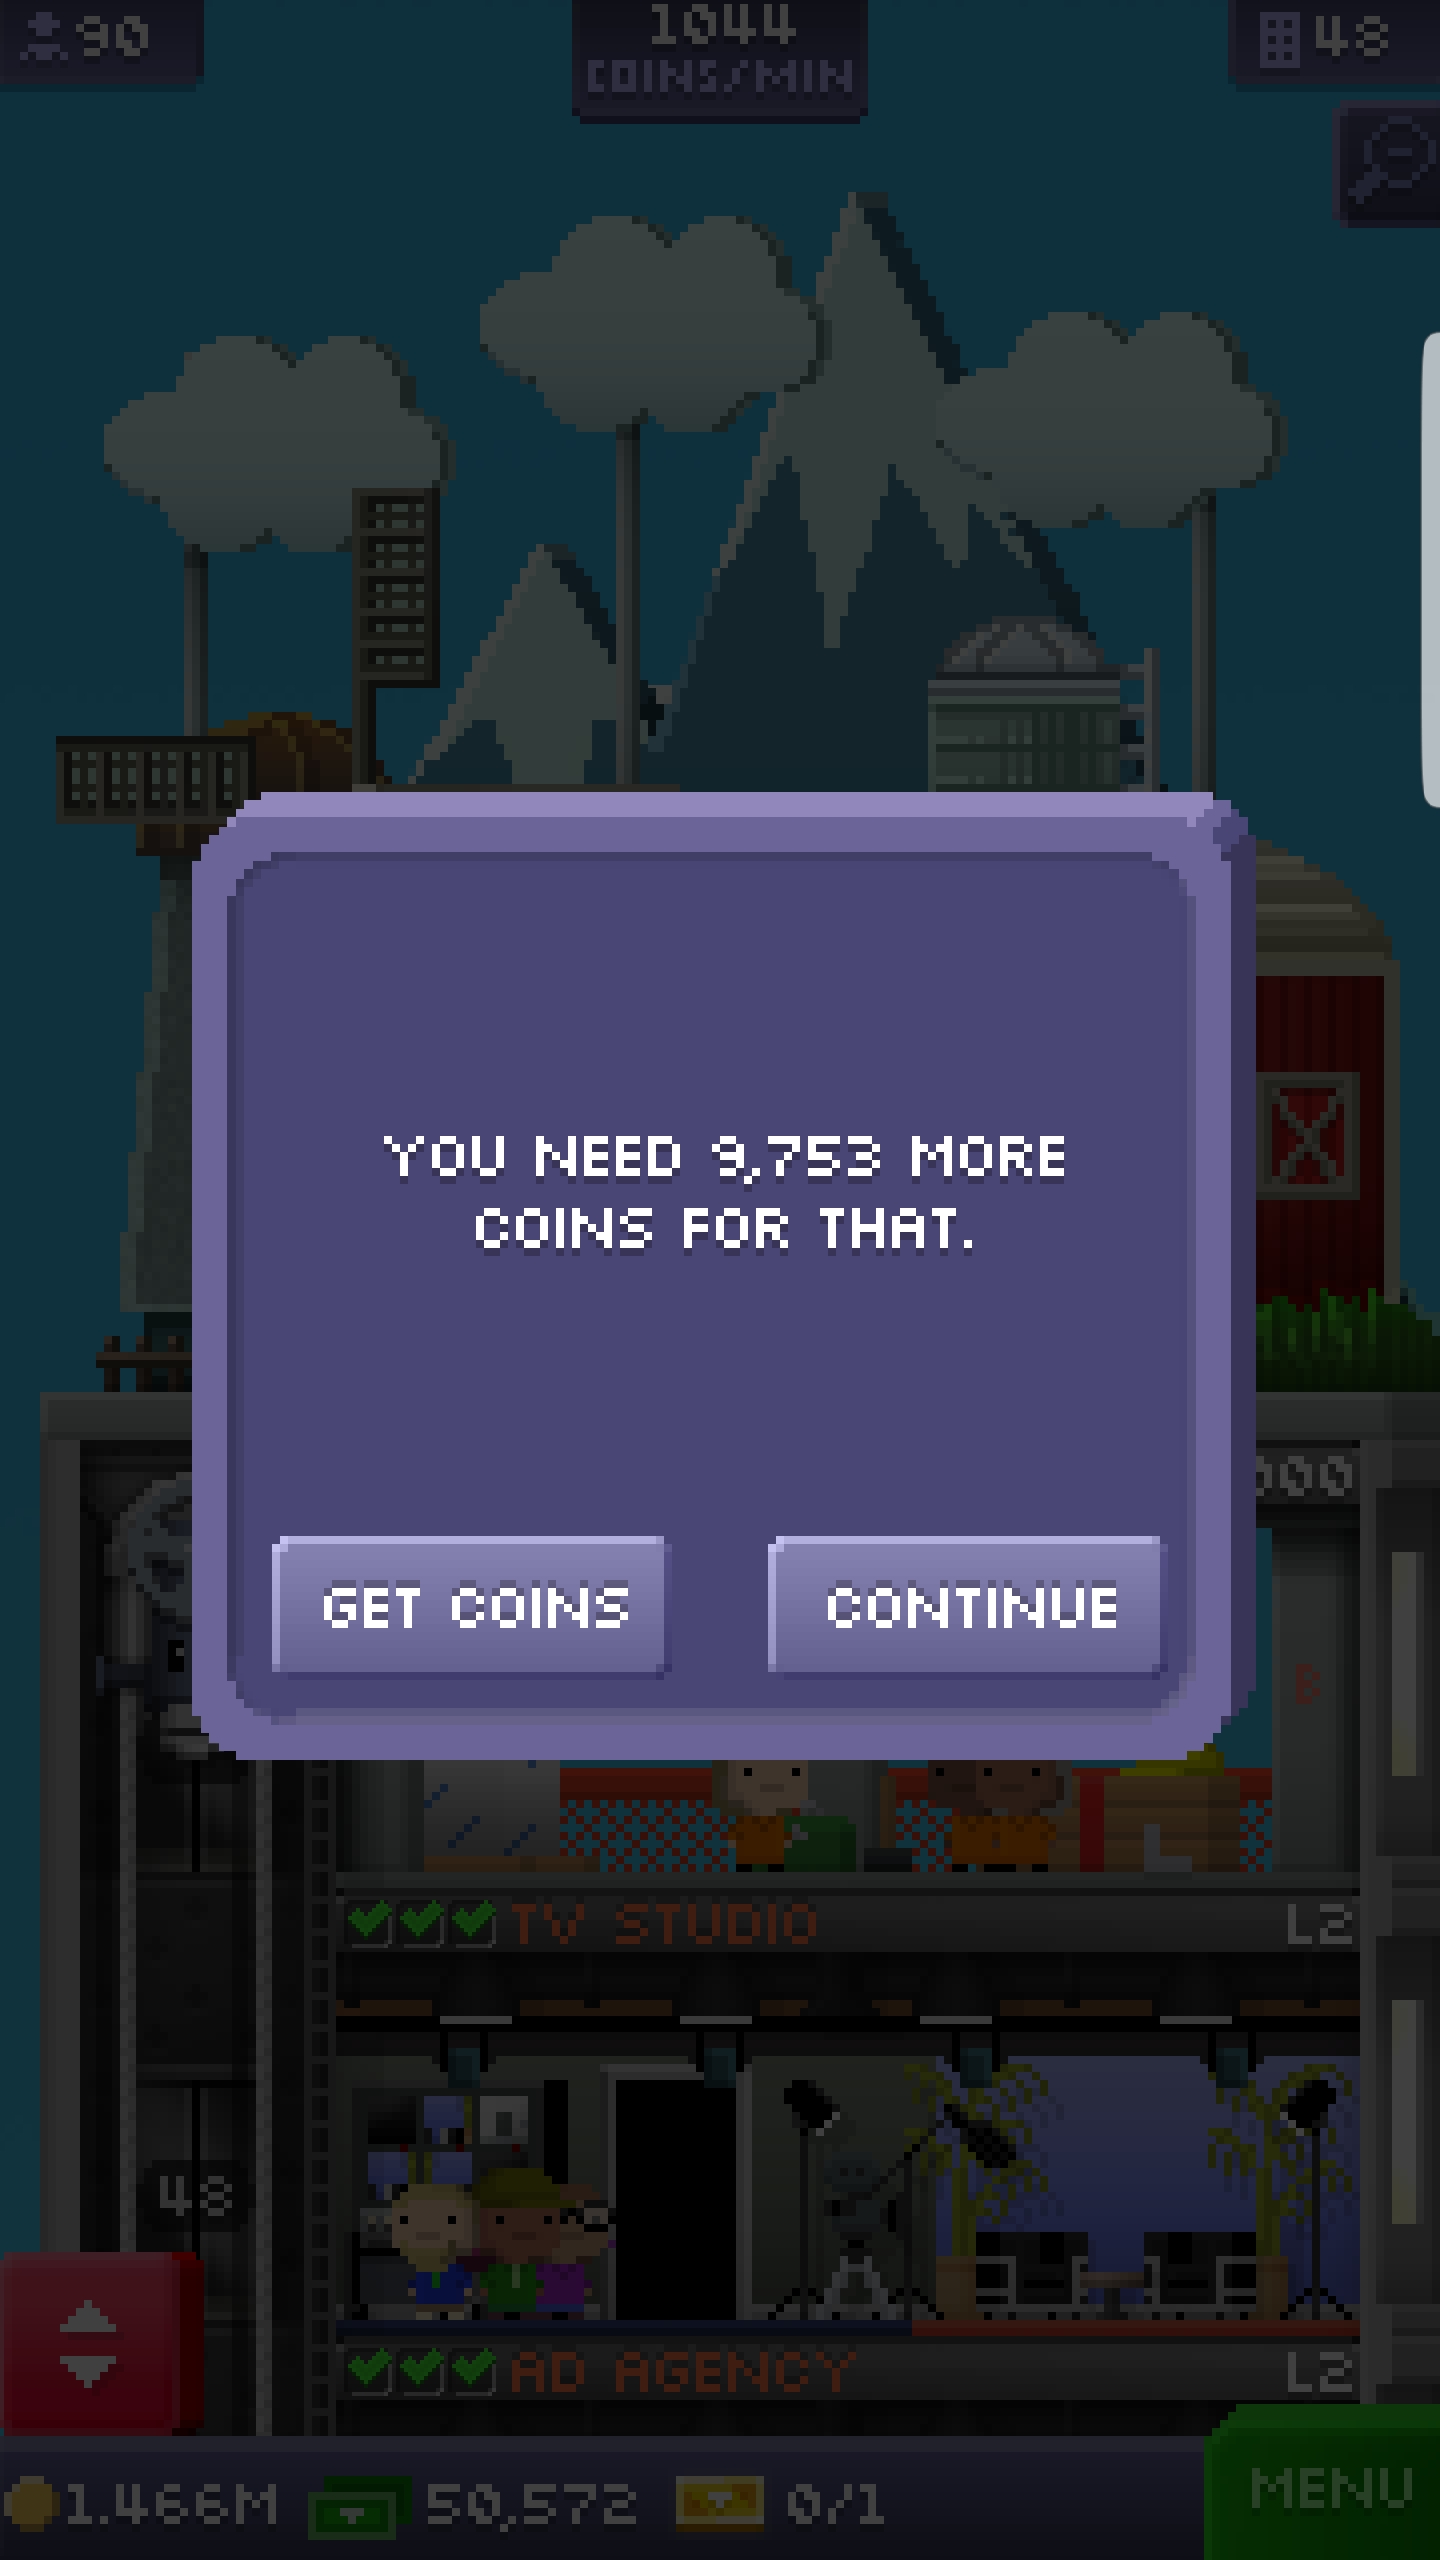 90
1044
COINS/MIN
48
YOU NEED 9,753 MORE
COINS FOR THAT.
000
GET COINS
CONTINUE
B
TV STUDIO
L2
48
AD AGENCY
L2
1.466M
50,572
0/1
MENU